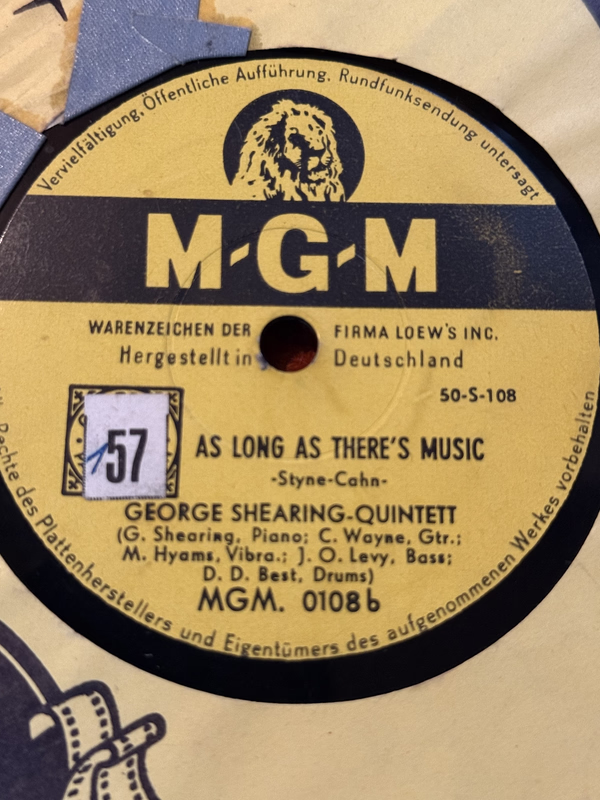 Vervielfältigung, Öffentliche Aufführung, Rundfunksendung untersagt
M-G-M
WARENZEICHEN DER FIRMA LOEW'S INC.
Hergestellt in Deutschland
50-S-108
157
AS LONG AS THERE'S MUSIC
-Styne-Cahn-
GEORGE SHEARING-QUINTETT
(G. Shearing, Piano; C. Wayne, Gtr.;
M. Hyams, Vibra.; J. O. Levy, Bass;
D. D. Best, Drums)
MGM. 0108 b
Rechte des Plattenherstellers und Eigentümers des aufgenommenen Werkes vorbehalten